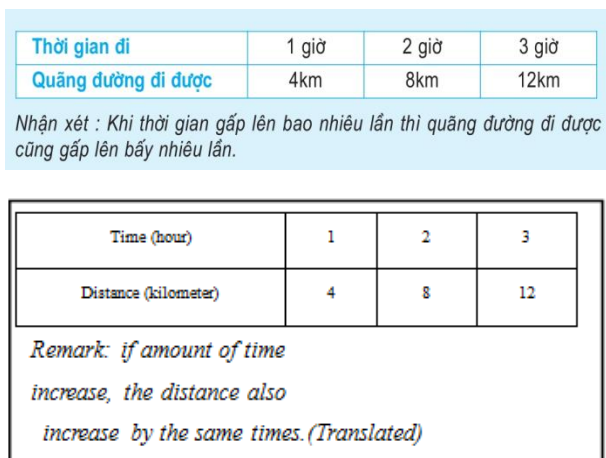 Thời gian đi 1 giờ 2 giờ 3 giờ
Quãng đường đi được 4km 8km 12km
Nhận xét : Khi thời gian gấp lên bao nhiêu lần thì quãng đường đi được
cũng gấp lên bấy nhiêu lần.
Time (hour) 1 2 3
Distance (kilometer) 4 8 12
Remark: if amount of time
increase, the distance also
increase by the same times.(Translated)